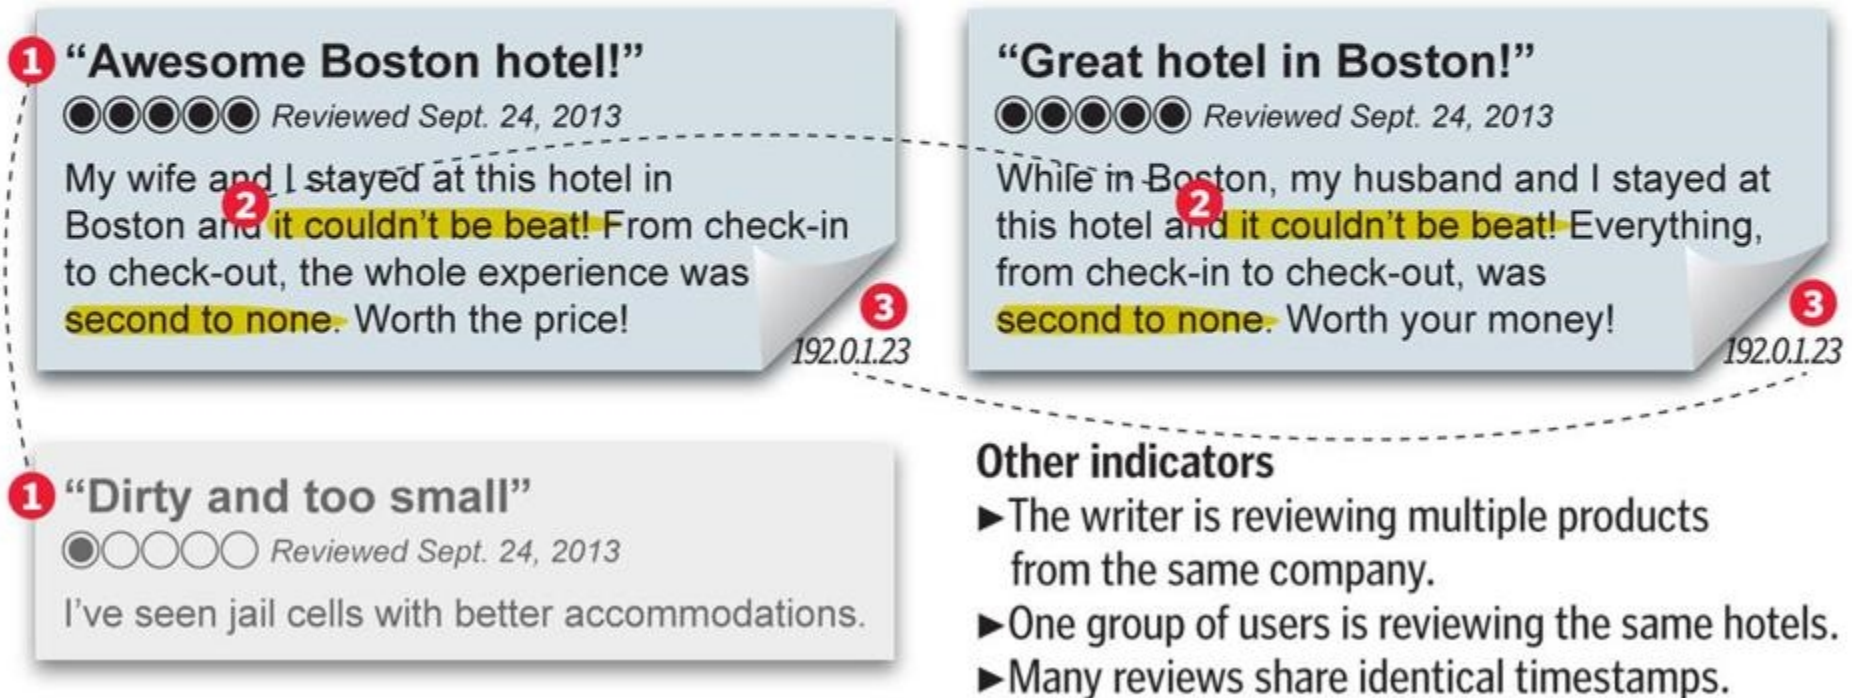 1 “Awesome Boston hotel!”
Reviewed Sept. 24, 2013
My wife and I stayed at this hotel in
2
Boston and it couldn’t be beat! From check-in
to check-out, the whole experience was
second to none. Worth the price!
3
192.0.1.23
“Great hotel in Boston!”
Reviewed Sept. 24, 2013
While in Boston, my husband and I stayed at
2
this hotel and it couldn’t be beat! Everything,
from check-in to check-out, was
second to none. Worth your money!
3
192.0.1.23
1 “Dirty and too small”
Reviewed Sept. 24, 2013
I’ve seen jail cells with better accommodations.
Other indicators
►The writer is reviewing multiple products
from the same company.
►One group of users is reviewing the same hotels.
►Many reviews share identical timestamps.